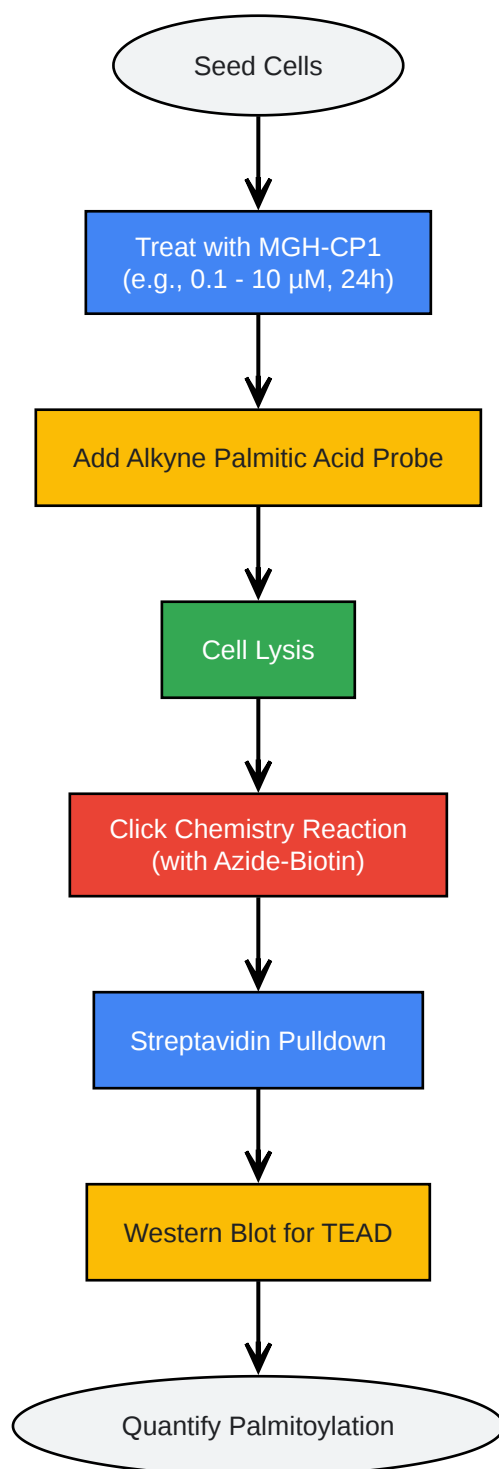 Seed Cells
Treat with MGH-CP1
(e.g., 0.1 - 10 µM, 24h)
Add Alkyne Palmitic Acid Probe
Cell Lysis
Click Chemistry Reaction
(with Azide-Biotin)
Streptavidin Pulldown
Western Blot for TEAD
Quantify Palmitoylation